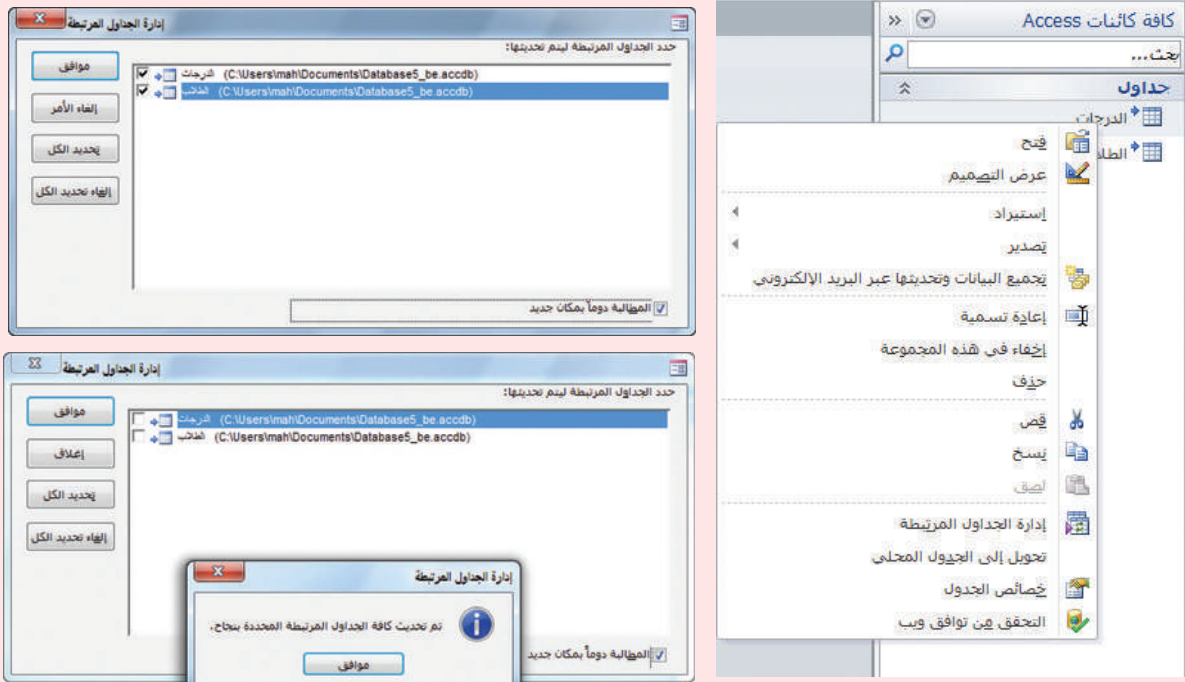 كافة كائنات Access
بحث...
جداول
الدرجات
الطلا
فتح
عرض التصميم
إستيراد
تصدير
تجميع البيانات وتحديثها عبر البريد الإلكتروني
إعادة تسمية
إخفاء في هذه المجموعة
حذف
قص
نسخ
لصق
إدارة الجداول المرتبطة
تحويل إلى الجدول المحلي
خصائص الجدول
التحقق من توافق ويب
إدارة الجداول المرتبطة
حدد الجداول المرتبطة ليتم تحديثها:
موافق
إلغاء الأمر
تحديد الكل
إلغاء تحديد الكل
الدرجات (C:\Users\mah\Documents\Database5_be.accdb)
الطلاب (C:\Users\mah\Documents\Database5_be.accdb)
المطالبة دوماً بمكان جديد
إدارة الجداول المرتبطة
حدد الجداول المرتبطة ليتم تحديثها:
موافق
إغلاق
تحديد الكل
إلغاء تحديد الكل
الدرجات (C:\Users\mah\Documents\Database5_be.accdb)
الطلاب (C:\Users\mah\Documents\Database5_be.accdb)
المطالبة دوماً بمكان جديد
إدارة الجداول المرتبطة
تم تحديث كافة الجداول المرتبطة المحددة بنجاح.
موافق